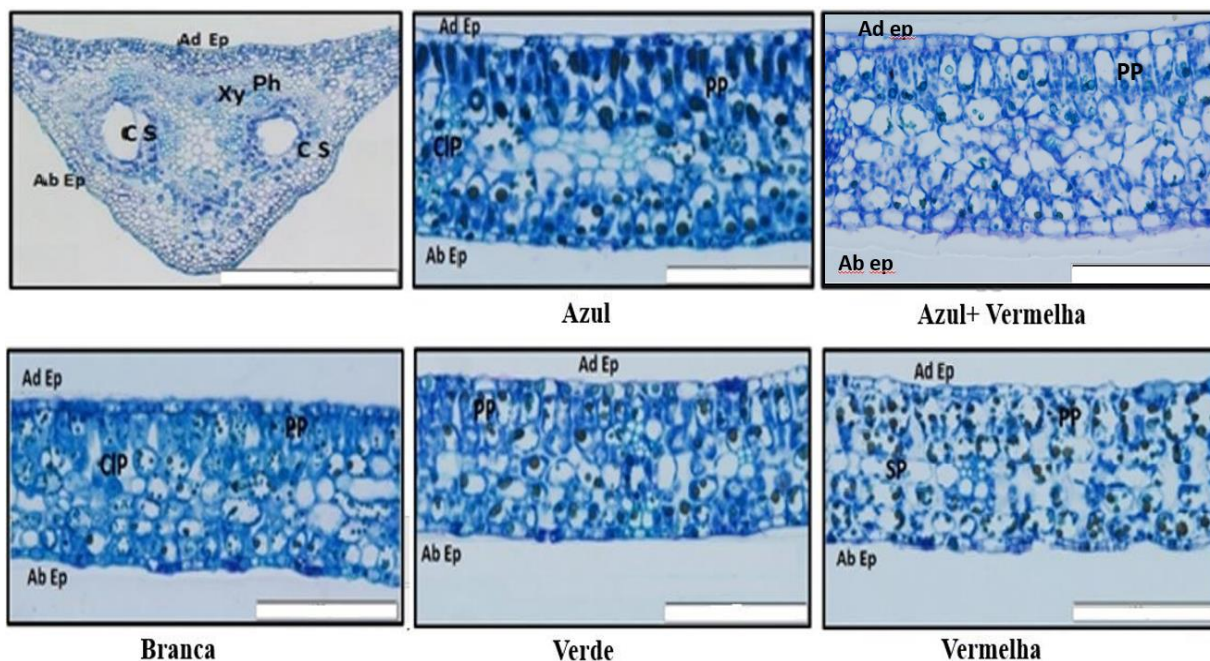 Ad Ep
Ph
Xy
C S
C S
Ab Ep
Ad Ep
PP
ClP
Ab Ep
Azul
Ad ep
PP
Ab ep
Azul+ Vermelha
Ad Ep
PP
ClP
Ab Ep
Branca
Ad Ep
PP
Ab Ep
Verde
Ad Ep
PP
SP
Ab Ep
Vermelha